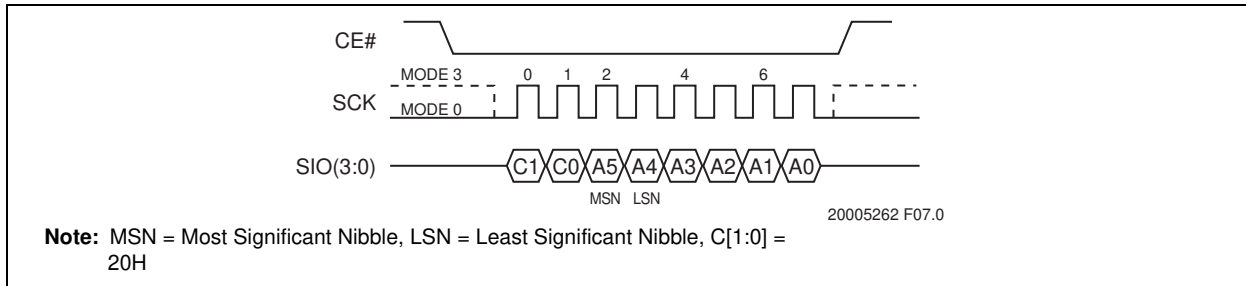 CE#
MODE 3 0 1 2 4 6
SCK
MODE 0
SIO(3:0) C1 C0 A5 A4 A3 A2 A1 A0
MSN LSN
20005262 F07.0
Note: MSN = Most Significant Nibble, LSN = Least Significant Nibble, C[1:0] =
20H